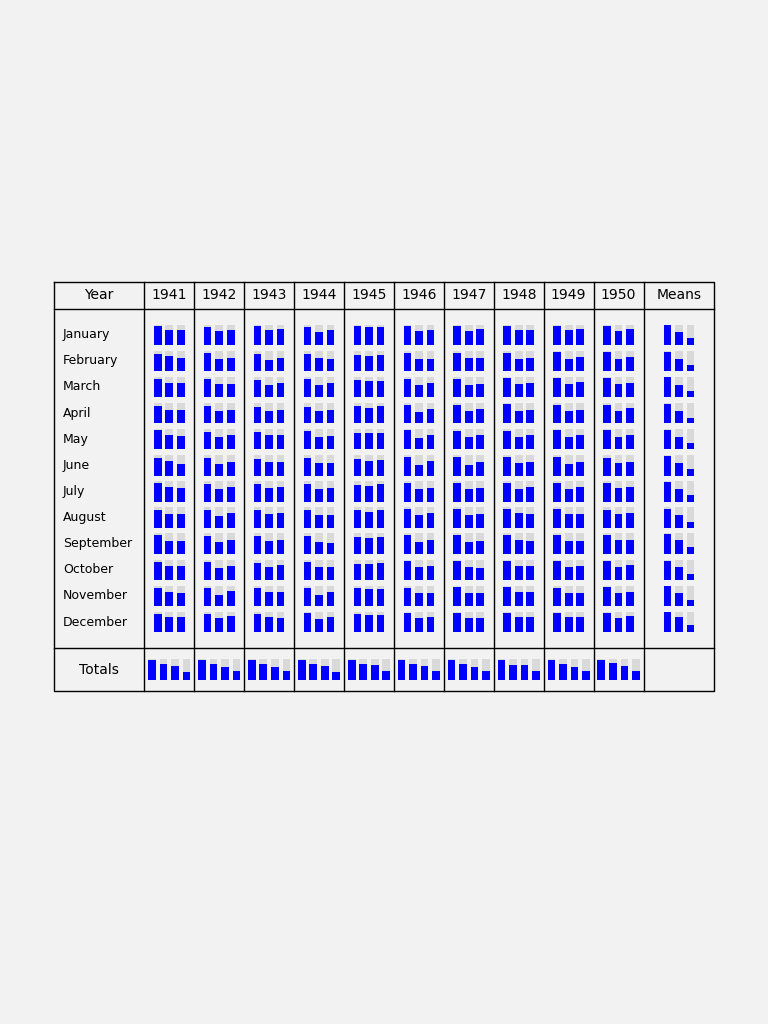 Year 1941 1942 1943 1944 1945 1946 1947 1948 1949 1950 Means
January
February
March
April
May
June
July
August
September
October
November
December
Totals